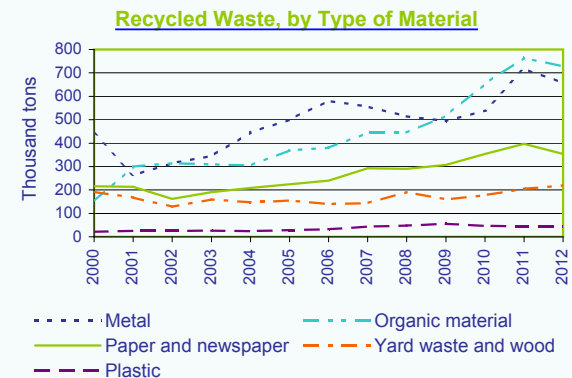 Recycled Waste, by Type of Material
Thousand tons
800
700
600
500
400
300
200
100
0
2000 2001 2002 2003 2004 2005 2006 2007 2008 2009 2010 2011 2012
Metal Organic material
Paper and newspaper Yard waste and wood
Plastic